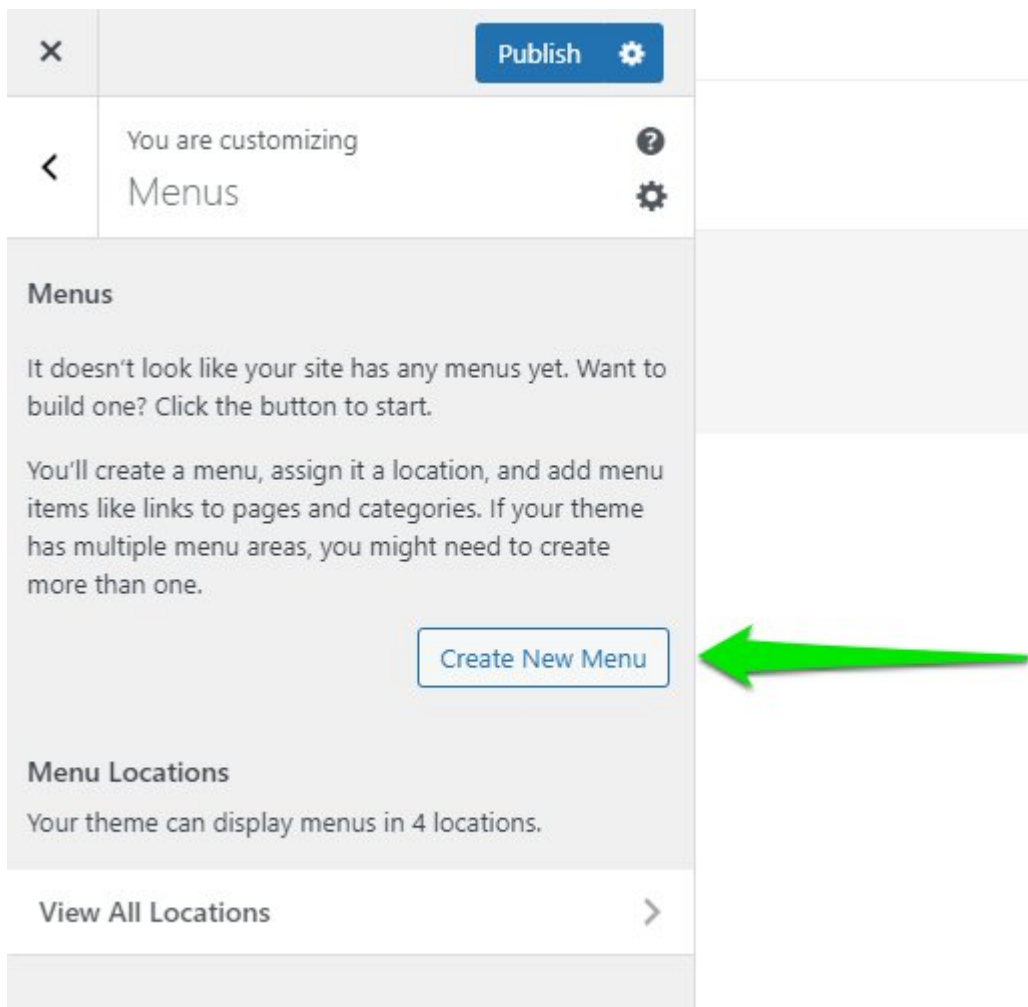 Publish
You are customizing
Menus
Menus
It doesn't look like your site has any menus yet. Want to
build one? Click the button to start.
You'll create a menu, assign it a location, and add menu
items like links to pages and categories. If your theme
has multiple menu areas, you might need to create
more than one.
Create New Menu
Menu Locations
Your theme can display menus in 4 locations.
View All Locations